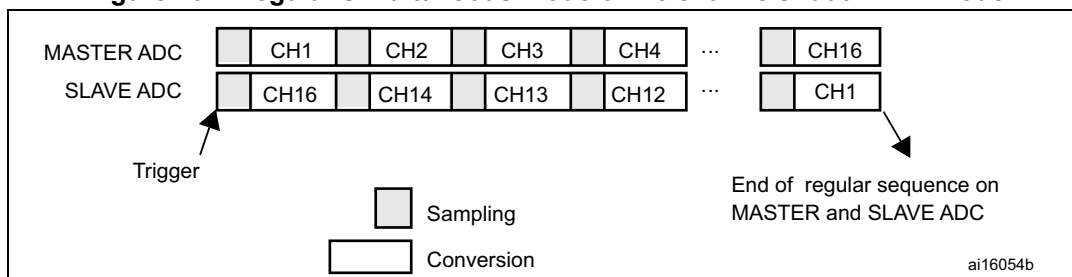 MASTER ADC CH1 CH2 CH3 CH4 ... CH16
SLAVE ADC CH16 CH14 CH13 CH12 ... CH1
Trigger
End of regular sequence on
MASTER and SLAVE ADC
Sampling
Conversion
ai16054b